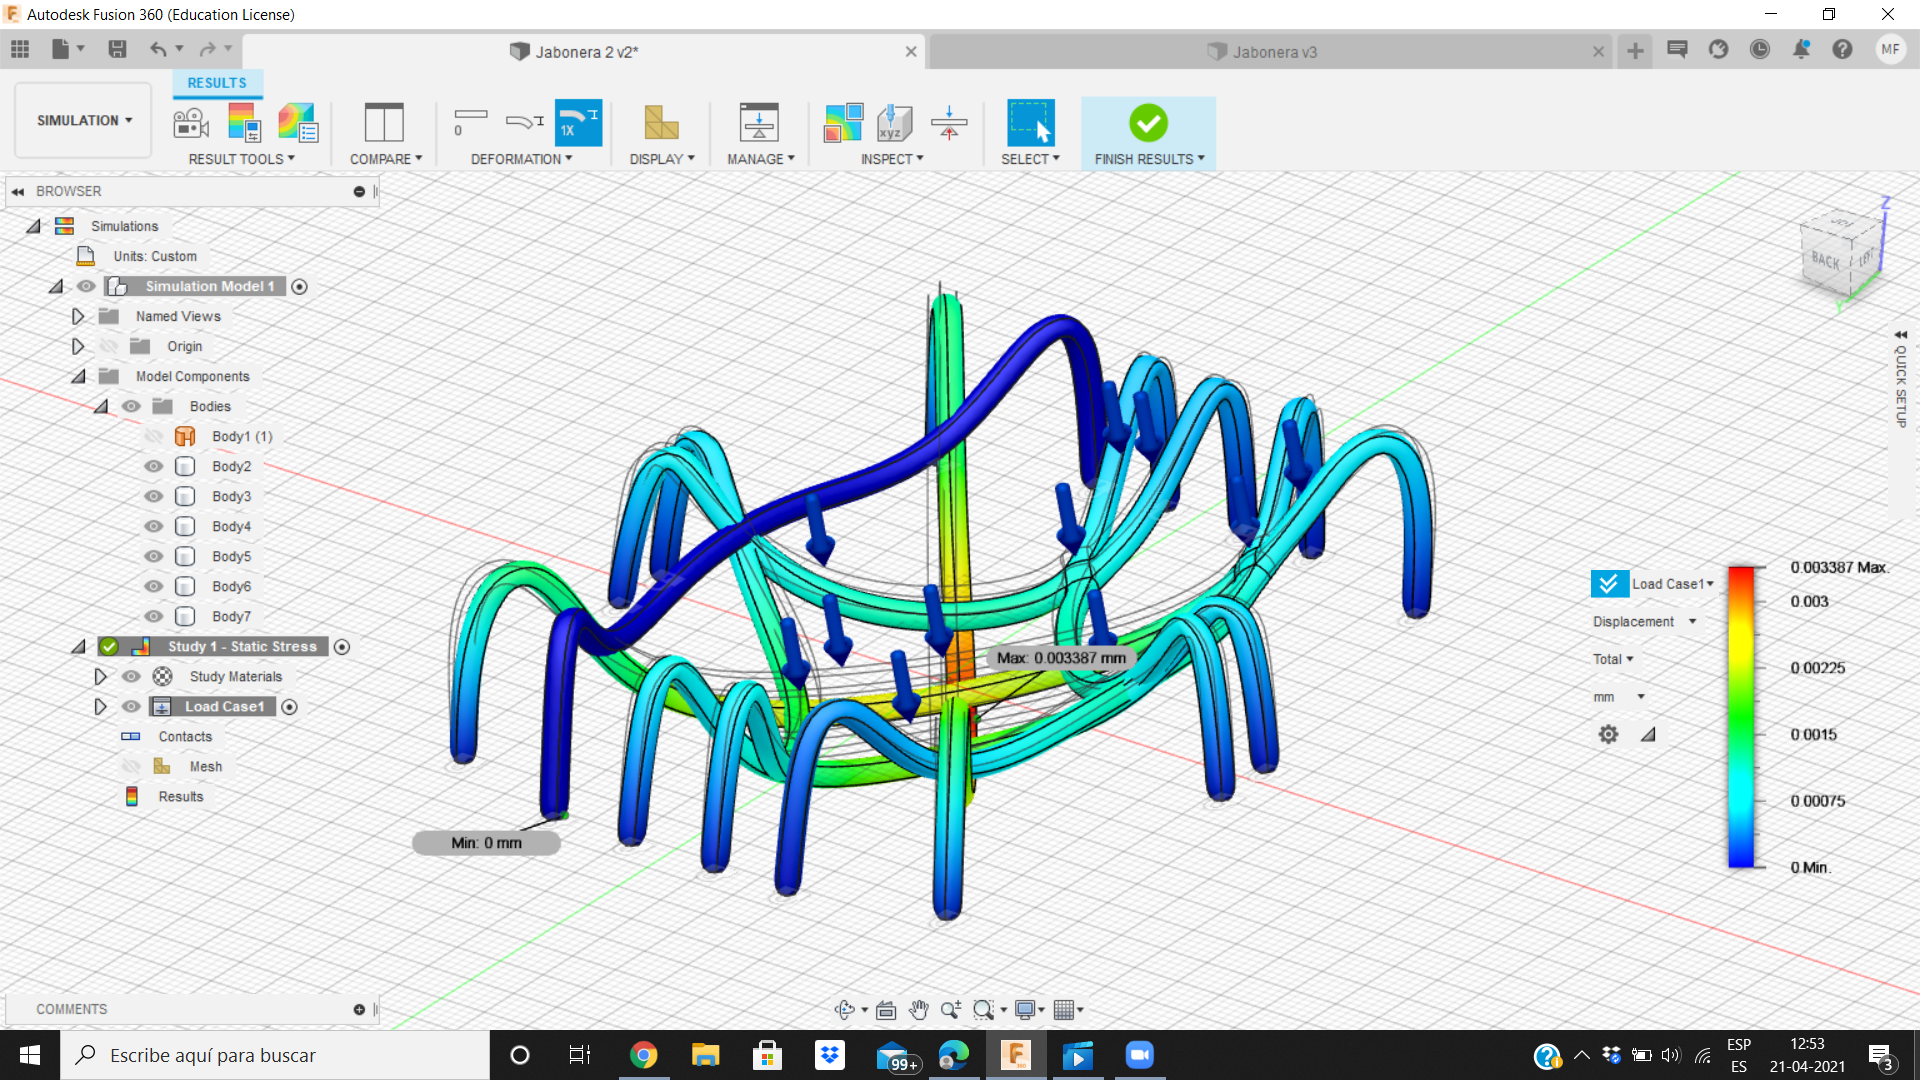 Autodesk Fusion 360 (Education License)
Jabonera 2 v2*
Jabonera v3
MF
RESULTS
SIMULATION
0
1X
xyz
RESULT TOOLS
COMPARE
DEFORMATION
DISPLAY
MANAGE
INSPECT
SELECT
FINISH RESULTS
BROWSER
Simulations
Units: Custom
Simulation Model 1
Named Views
Origin
Model Components
Bodies
Body1 (1)
Body2
Body3
Body4
Body5
Body6
Body7
Study 1 - Static Stress
Study Materials
Load Case1
Contacts
Mesh
Results
Z
BACK
LEFT
Y
QUICK SETUP
Max: 0.003387 mm
Min: 0 mm
Load Case1
Displacement
Total
mm
0.003387 Max.
0.003
0.00225
0.0015
0.00075
0 Min.
COMMENTS
Escribe aquí para buscar
99+
ESP
ES
12:53
21-04-2021
3